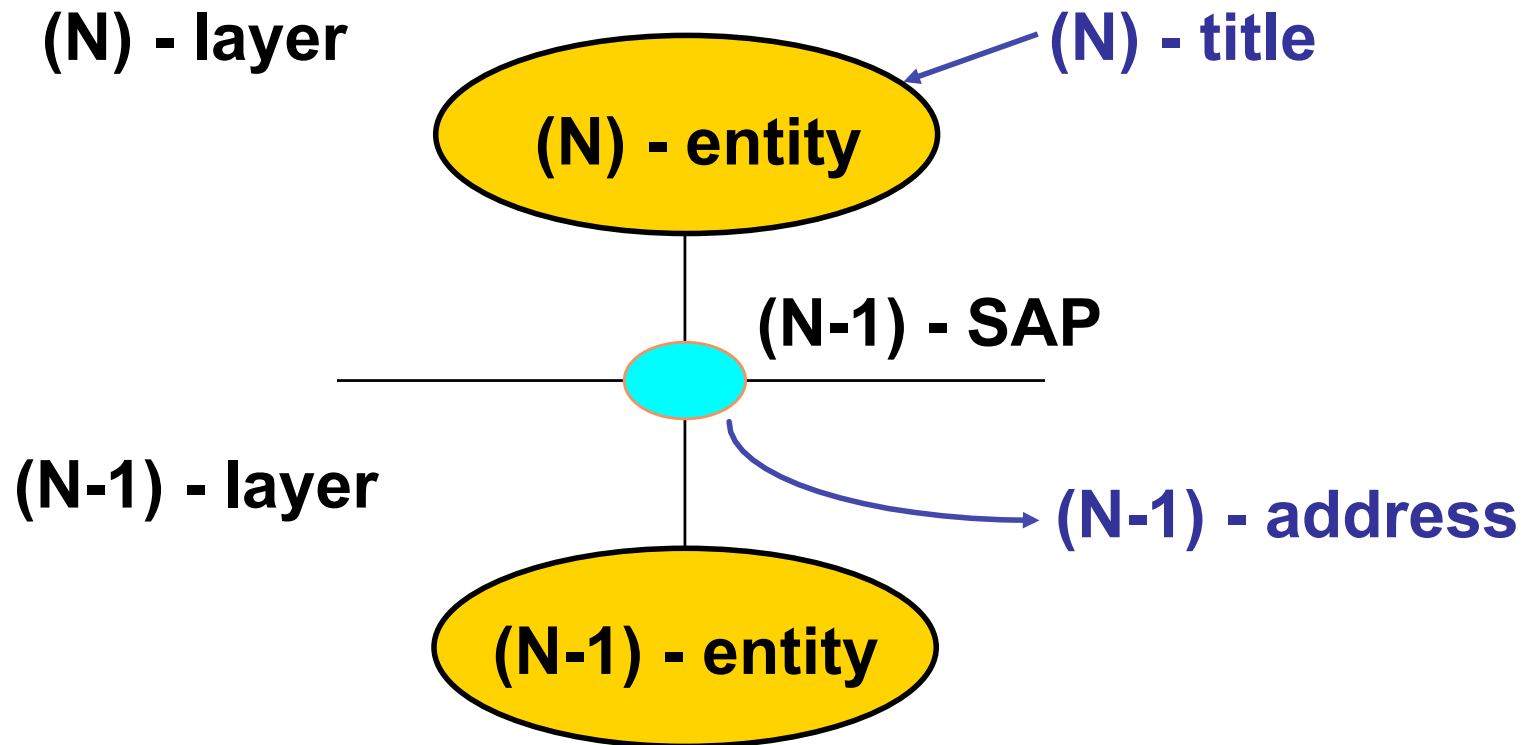 (N) - layer
(N) - title
(N) - entity
(N-1) - SAP
(N-1) - layer
(N-1) - address
(N-1) - entity